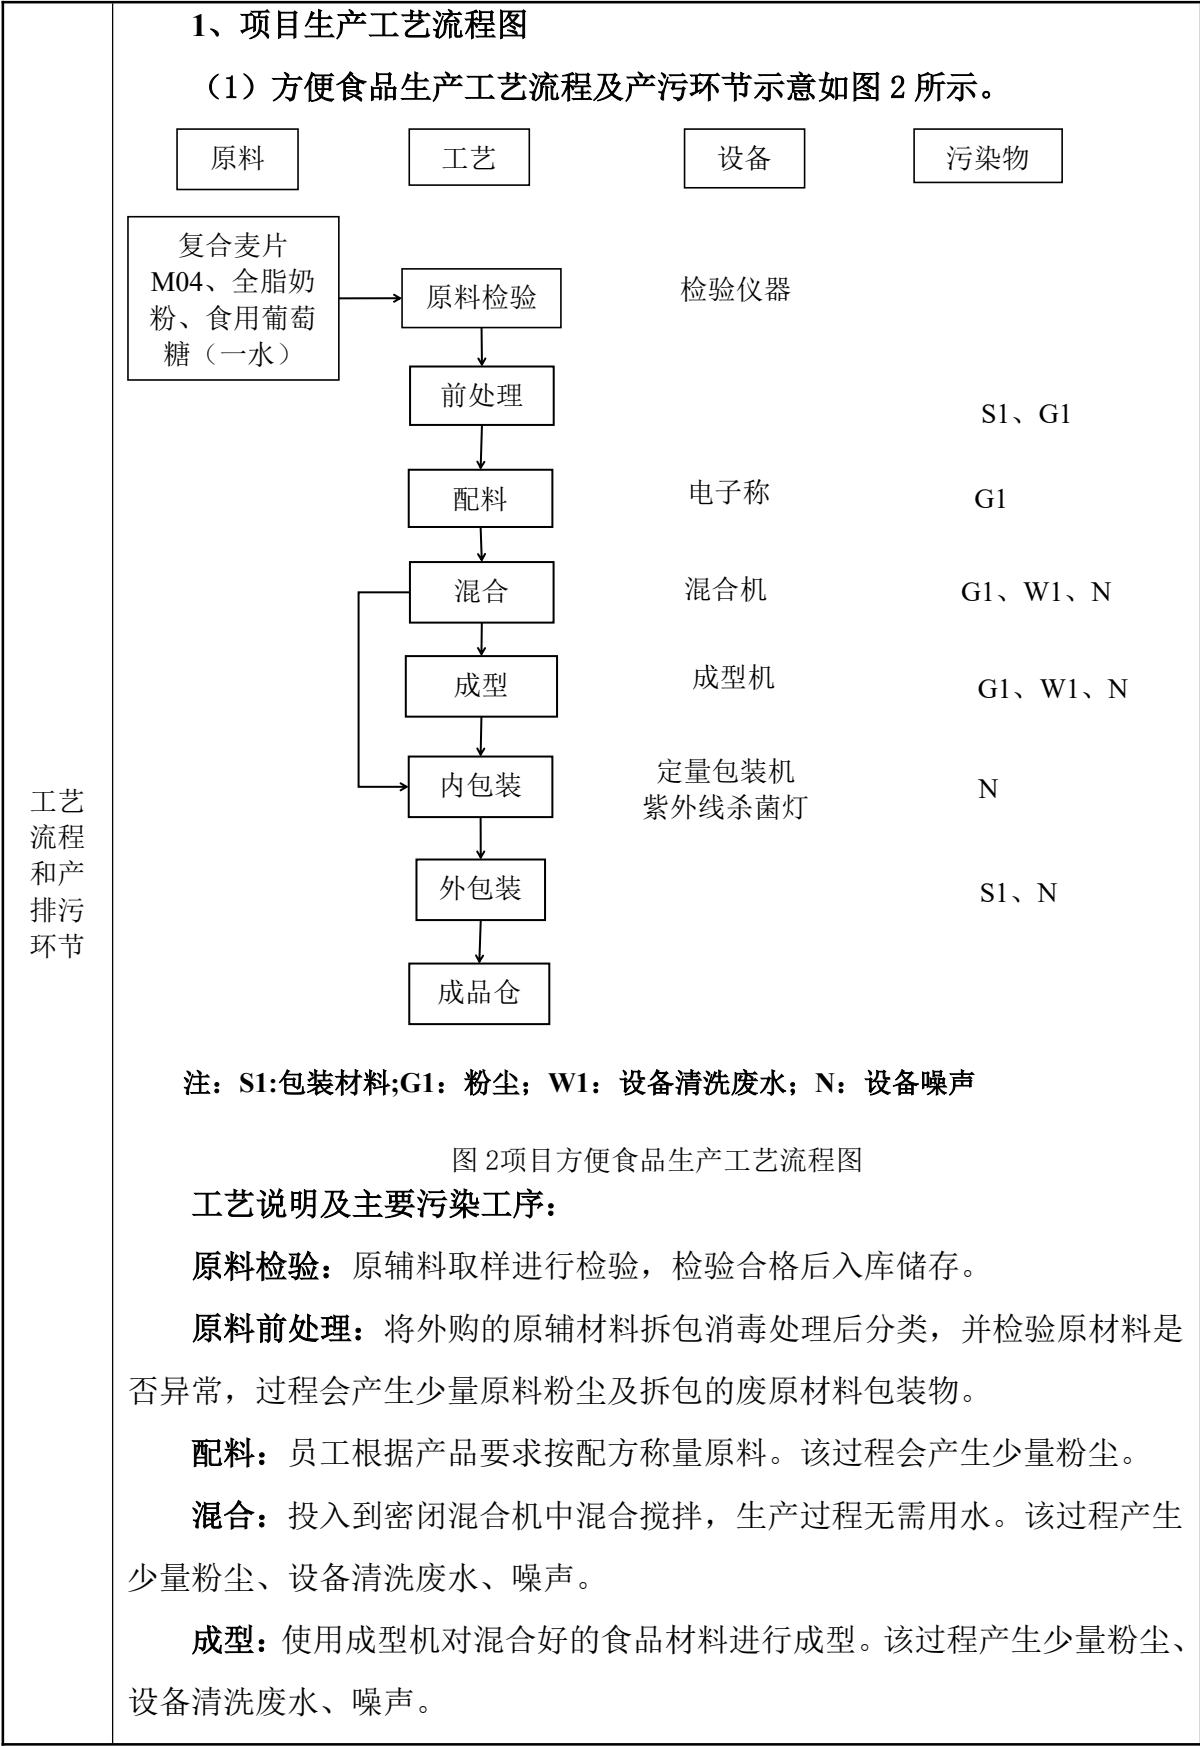 1、项目生产工艺流程图
（1）方便食品生产工艺流程及产污环节示意如图 2 所示。
原料
工艺
设备
污染物
复合麦片
M04、全脂奶
粉、食用葡萄
糖（一水）
原料检验
检验仪器
前处理
S1、G1
配料
电子称
G1
混合
混合机
G1、W1、N
成型
成型机
G1、W1、N
内包装
定量包装机
紫外线杀菌灯
N
外包装
S1、N
成品仓
工艺
流程
和产
排污
环节
注：S1:包装材料;G1：粉尘；W1：设备清洗废水；N：设备噪声
图 2项目方便食品生产工艺流程图
工艺说明及主要污染工序：
原料检验：原辅料取样进行检验，检验合格后入库储存。
原料前处理：将外购的原辅材料拆包消毒处理后分类，并检验原材料是
否异常，过程会产生少量原料粉尘及拆包的废原材料包装物。
配料：员工根据产品要求按配方称量原料。该过程会产生少量粉尘。
混合：投入到密闭混合机中混合搅拌，生产过程无需用水。该过程产生
少量粉尘、设备清洗废水、噪声。
成型：使用成型机对混合好的食品材料进行成型。该过程产生少量粉尘、
设备清洗废水、噪声。